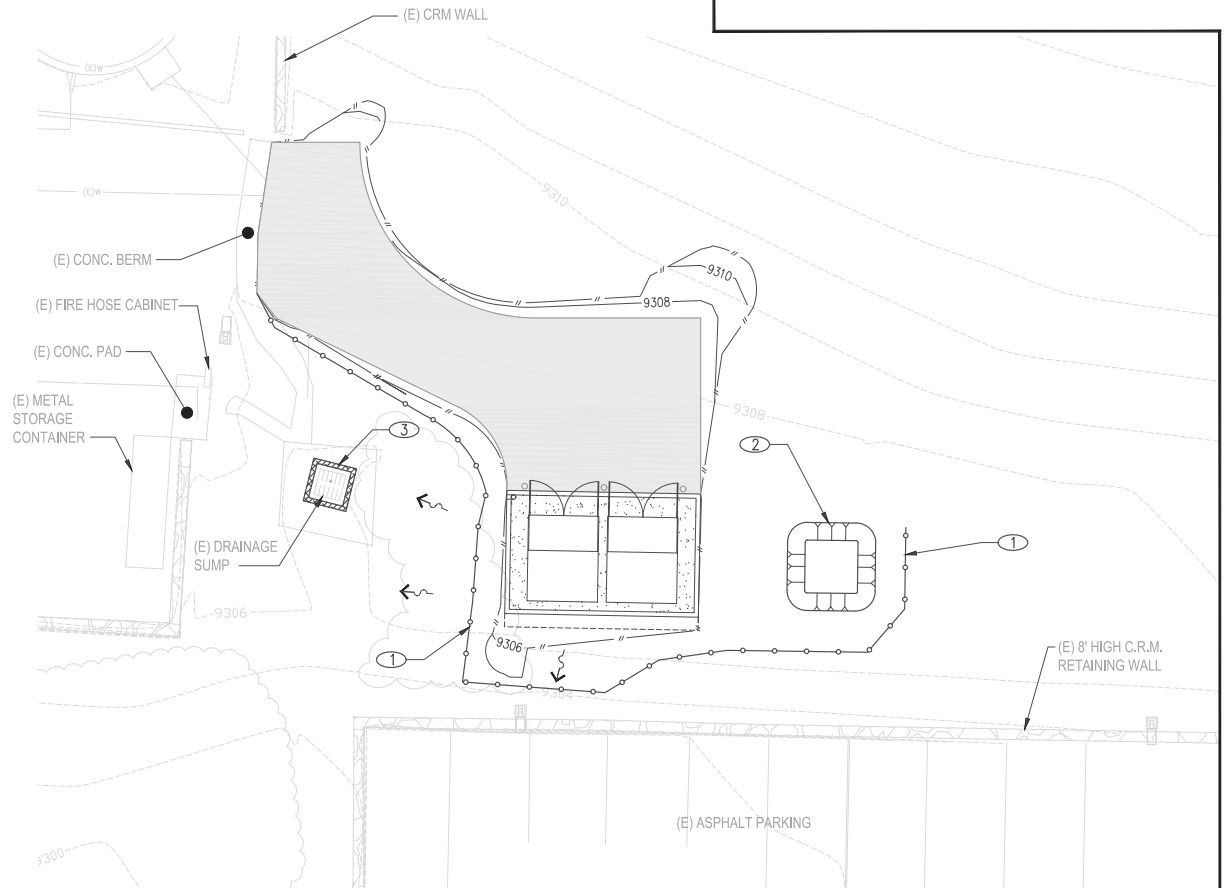 (E) CRM WALL
(E)W
(E)W
9310
(E) CONC. BERM
9310
(E) FIRE HOSE CABINET
9308
(E) CONC. PAD
(E) METAL
STORAGE
CONTAINER
9308
3
2
(E) DRAINAGE
SUMP
1
9306
9306
1
(E) 8' HIGH C.R.M.
RETAINING WALL
9304
(E) ASPHALT PARKING
9300